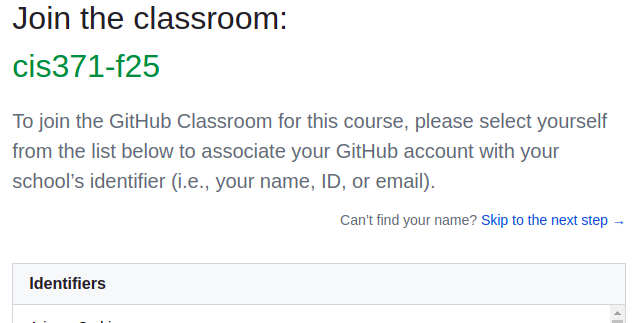 Join the classroom:
cis371-f25
To join the GitHub Classroom for this course, please select yourself
from the list below to associate your GitHub account with your
school’s identifier (i.e., your name, ID, or email).
Can’t find your name? Skip to the next step →
Identifiers